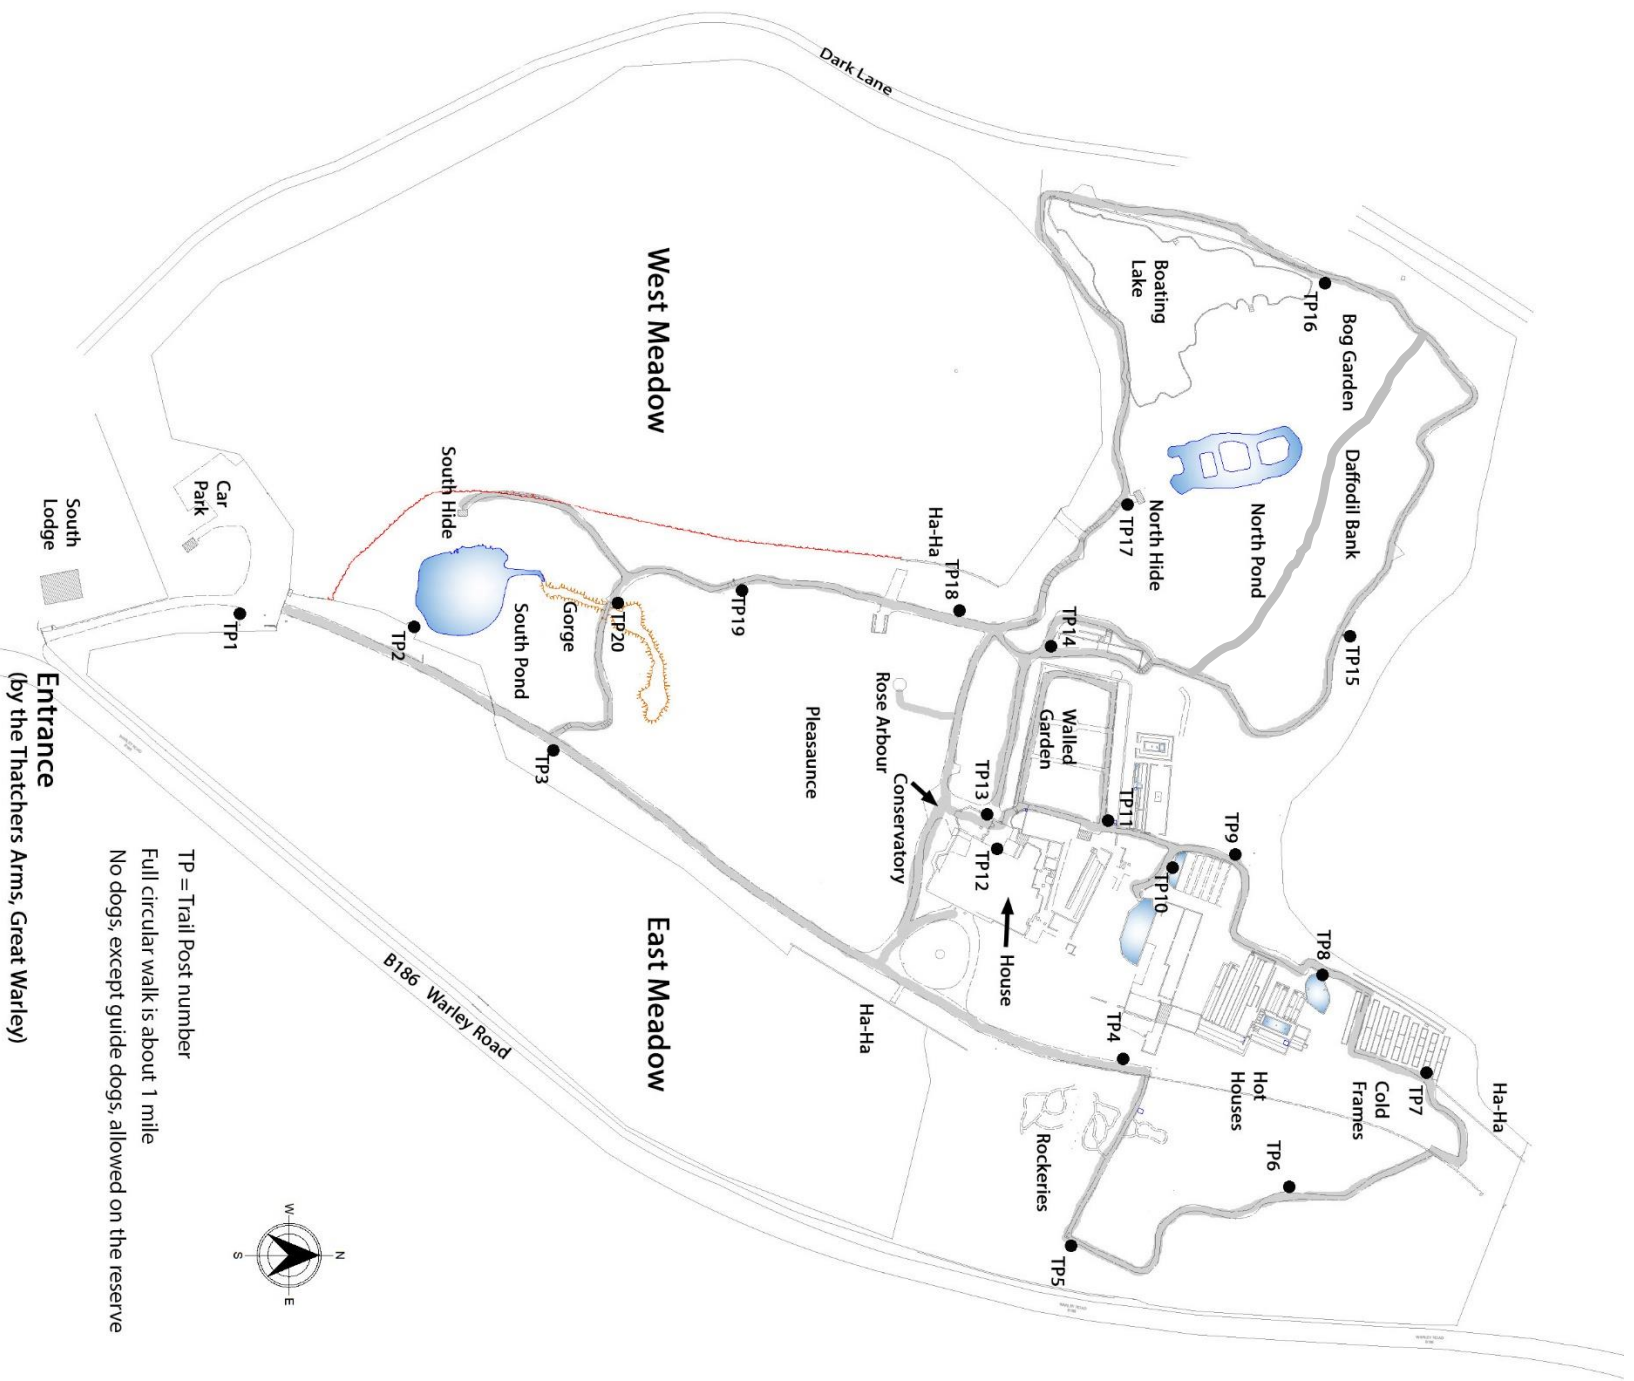 Ha-Ha
TP7
Cold
Frames
Bog Garden
Daffodil Bank
TP15
TP16
TP8
TP6
North Pond
Hot
Houses
TP9
Boating
Lake
North Hide
TP10
TP17
TP11
TP4
TP14
Walled
Garden
TP5
Rockeries
House
TP13
TP12
TP18
Ha-Ha
Rose Arbour
Conservatory
Ha-Ha
Dark Lane
Pleasaunce
TP19
West Meadow
East Meadow
TP20
Gorge
TP3
South Pond
South Hide
B186 Warley Road
TP2
N
W
E
S
Car
Park
TP1
TP = Trail Post number
Full circular walk is about 1 mile
No dogs, except guide dogs, allowed on the reserve
South
Lodge
Entrance
(by the Thatchers Arms, Great Warley)